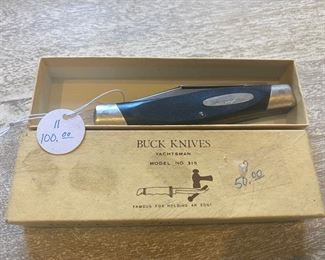 11
100.00
BUCK KNIVES
YACHTSMAN
MODEL NO. 315
50.00
FAMOUS FOR HOLDING AN EDGE